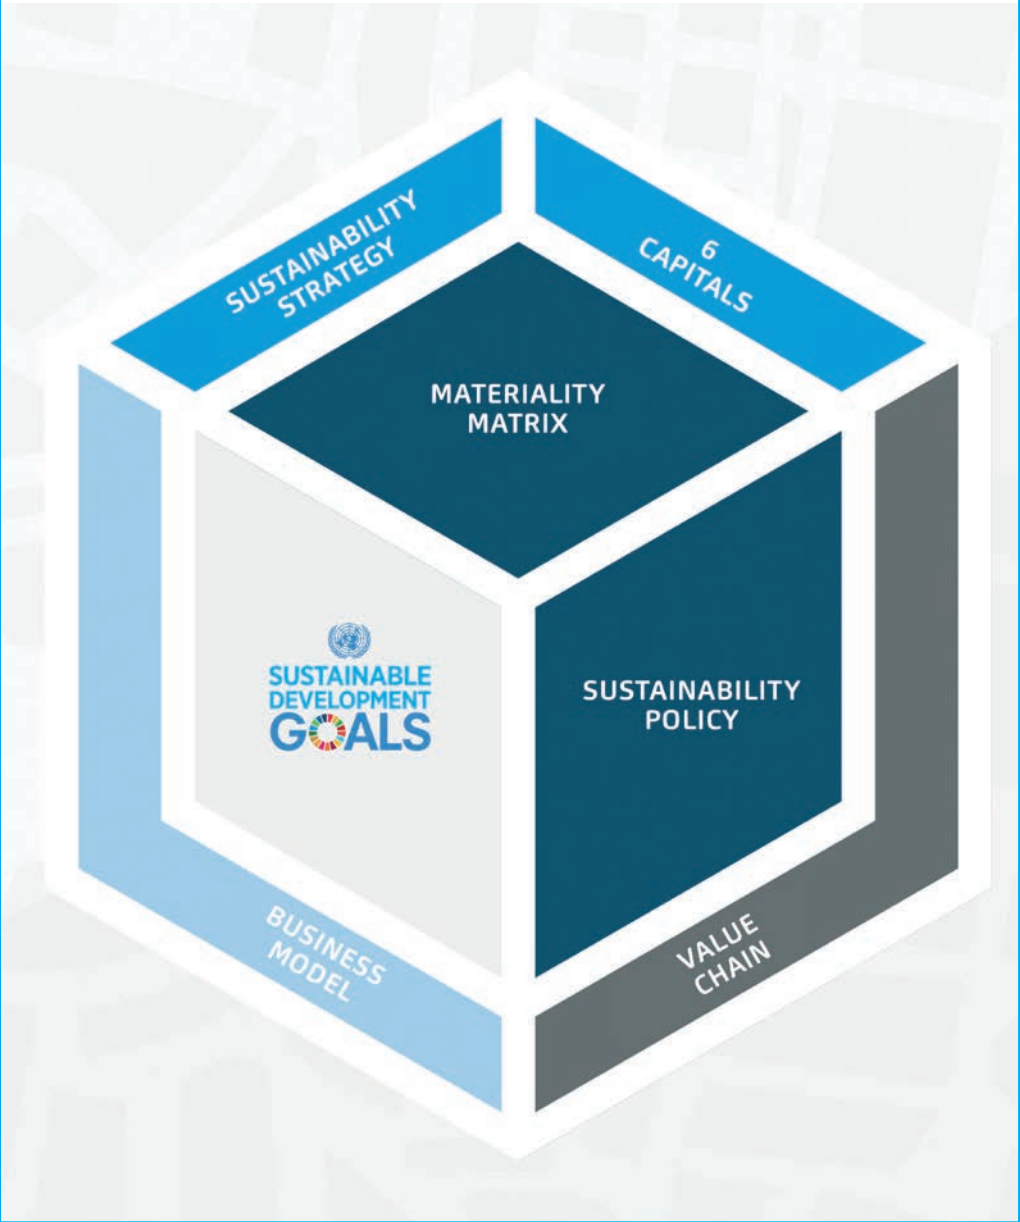 SUSTAINABILITY
STRATEGY
6
CAPITALS
MATERIALITY
MATRIX
SUSTAINABLE
DEVELOPMENT
GOALS
SUSTAINABILITY
POLICY
BUSINESS
MODEL
VALUE
CHAIN